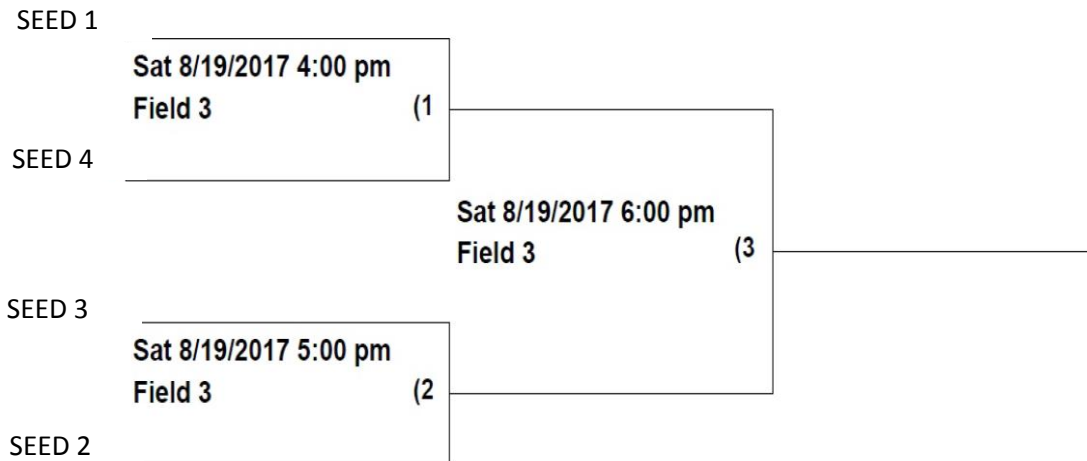 SEED 1
Sat 8/19/2017 4:00 pm
Field 3 (1
SEED 4
Sat 8/19/2017 6:00 pm
Field 3 (3
SEED 3
Sat 8/19/2017 5:00 pm
Field 3 (2
SEED 2